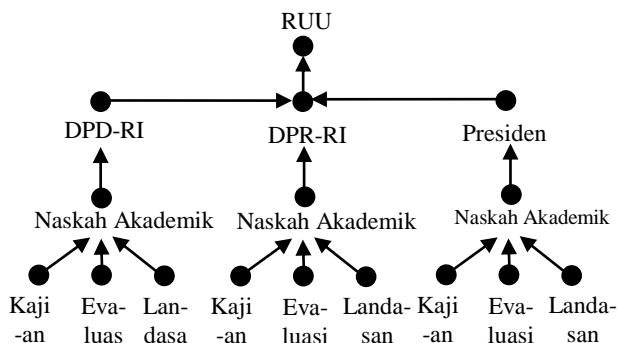 RUU
DPD-RI DPR-RI Presiden
Naskah Akademik Naskah Akademik Naskah Akademik
Kaji Eva- Lan- Kaji Eva- Landa- Kaji Eva- Landa-
-an luas dasa -an luasi san -an luasi san